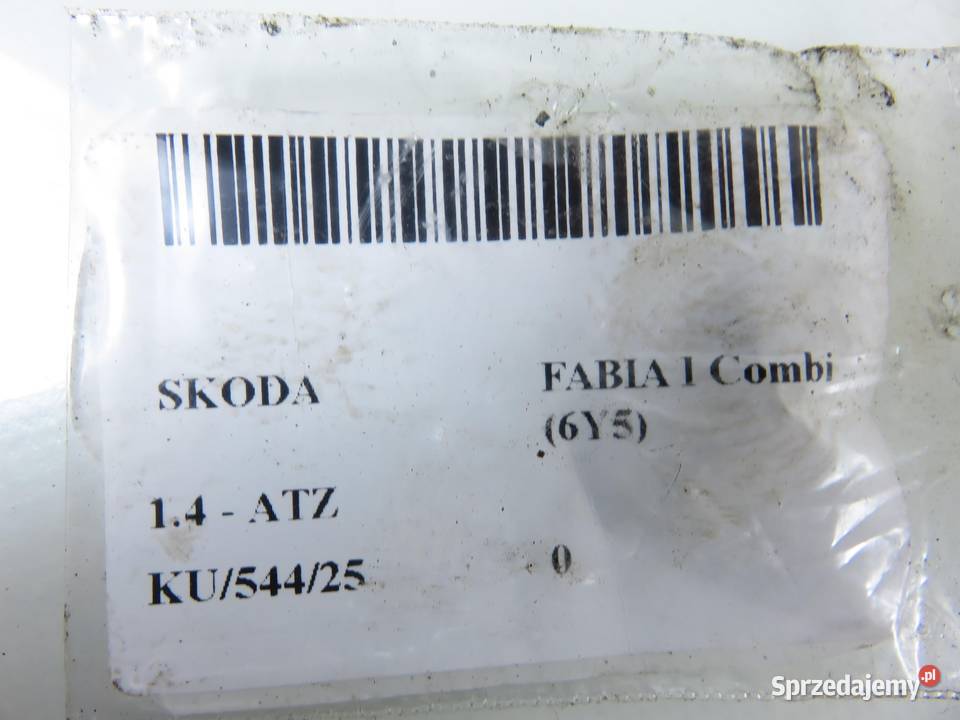 SKODA
FABIA I Combi
(6Y5)
1.4 - ATZ
KU/544/25
0
Sprzedajemy.pl